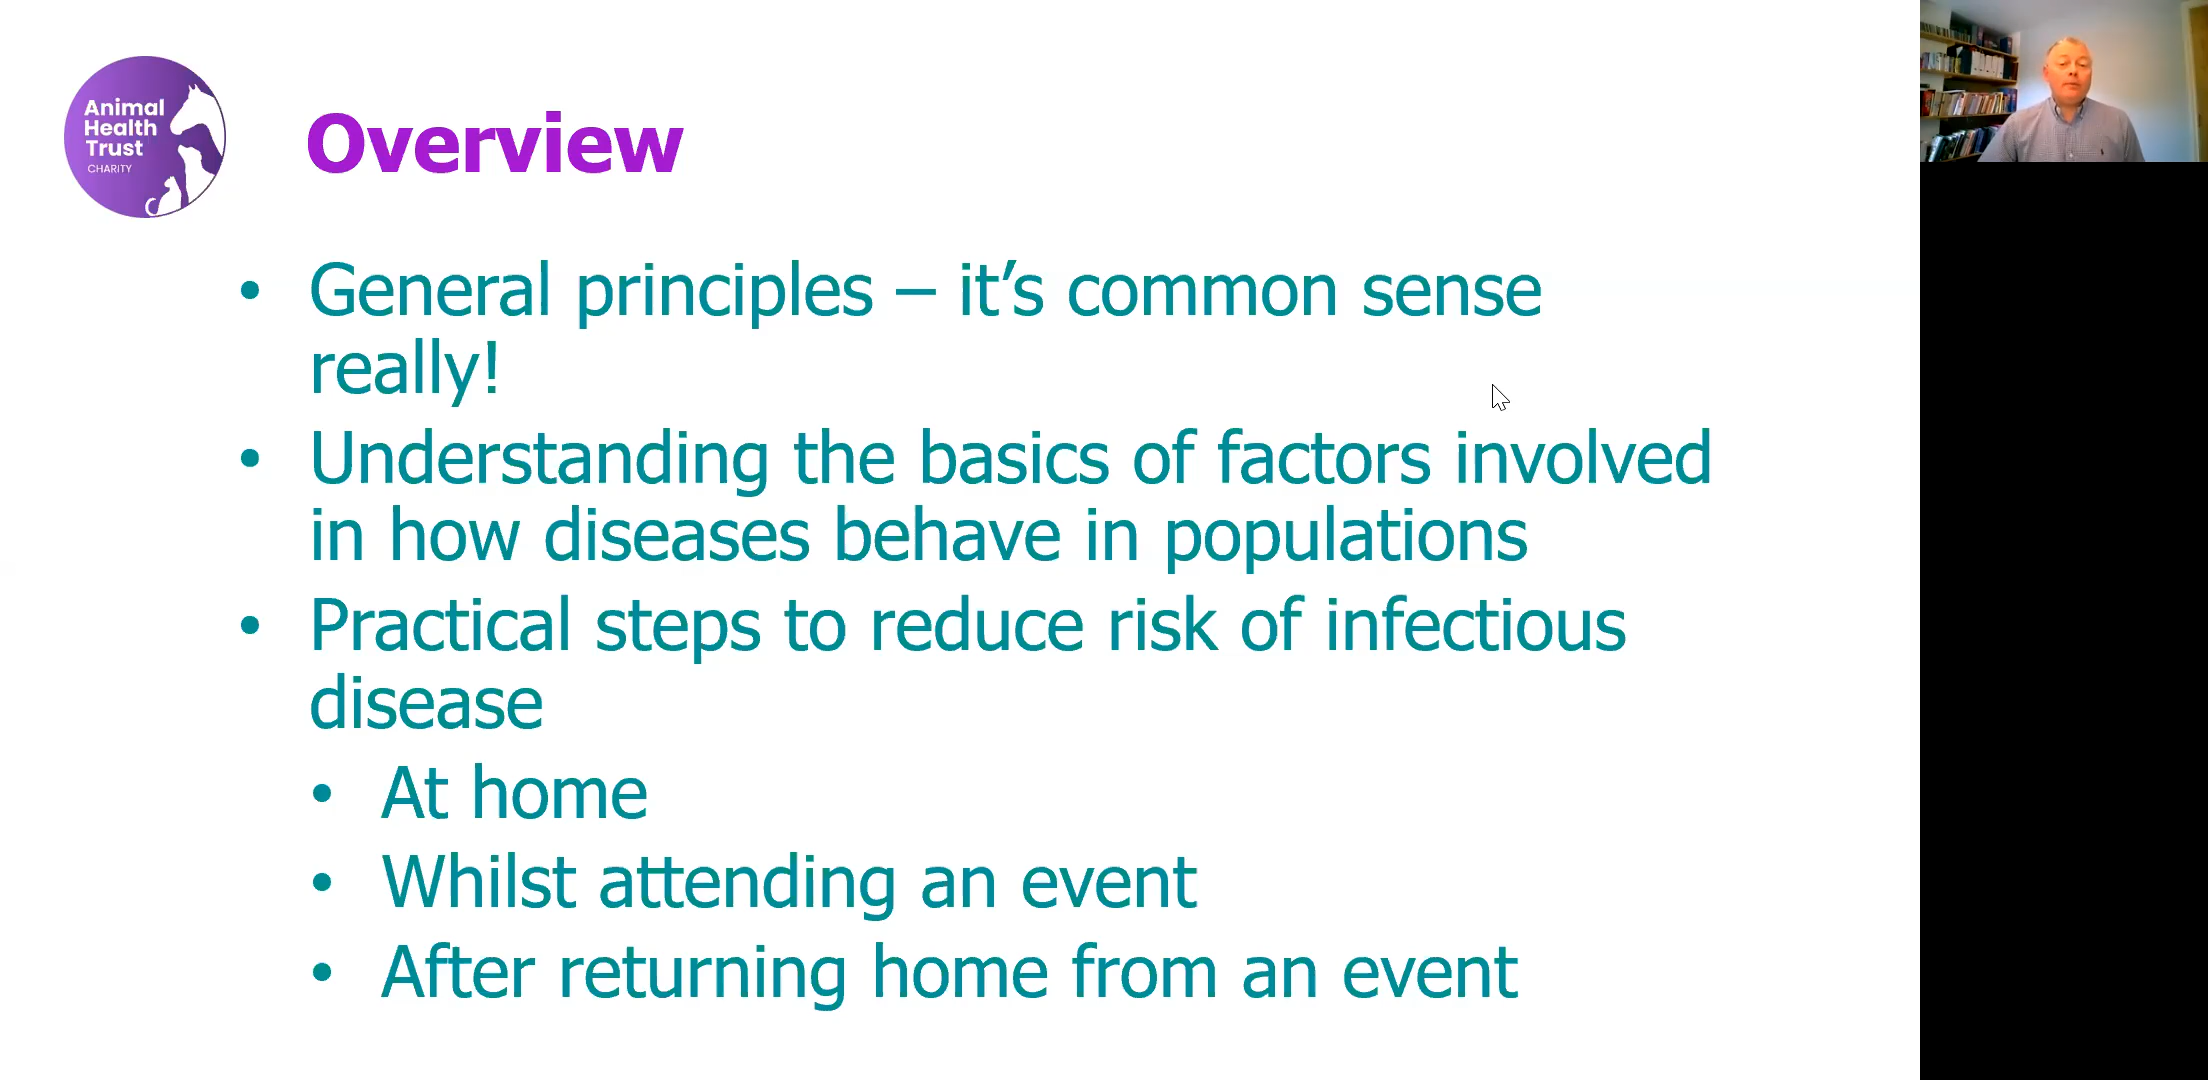 Animal
Health
Trust
CHARITY
Overview
• General principles – it’s common sense
really!
• Understanding the basics of factors involved
in how diseases behave in populations
• Practical steps to reduce risk of infectious
disease
• At home
• Whilst attending an event
• After returning home from an event